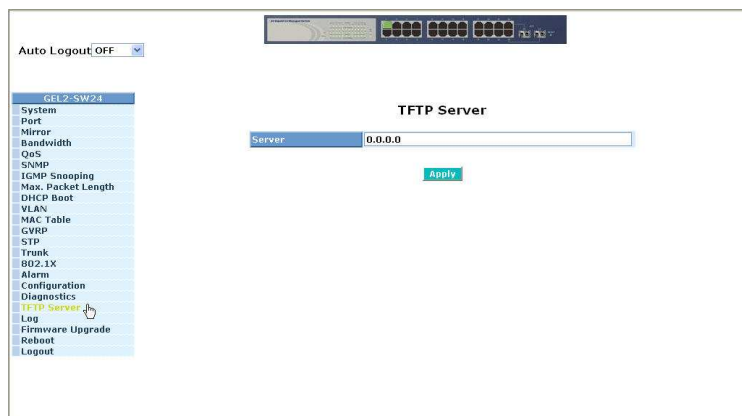 Auto Logout OFF
GEL2-SW24
System
Port
Mirror
Bandwidth
QoS
SNMP
IGMP Snooping
Max. Packet Length
DHCP Boot
VLAN
MAC Table
GVRP
STP
Trunk
802.1X
Alarm
Configuration
Diagnostics
TFTP Server
Log
Firmware Upgrade
Reboot
Logout
TFTP Server
Server 0.0.0.0
Apply